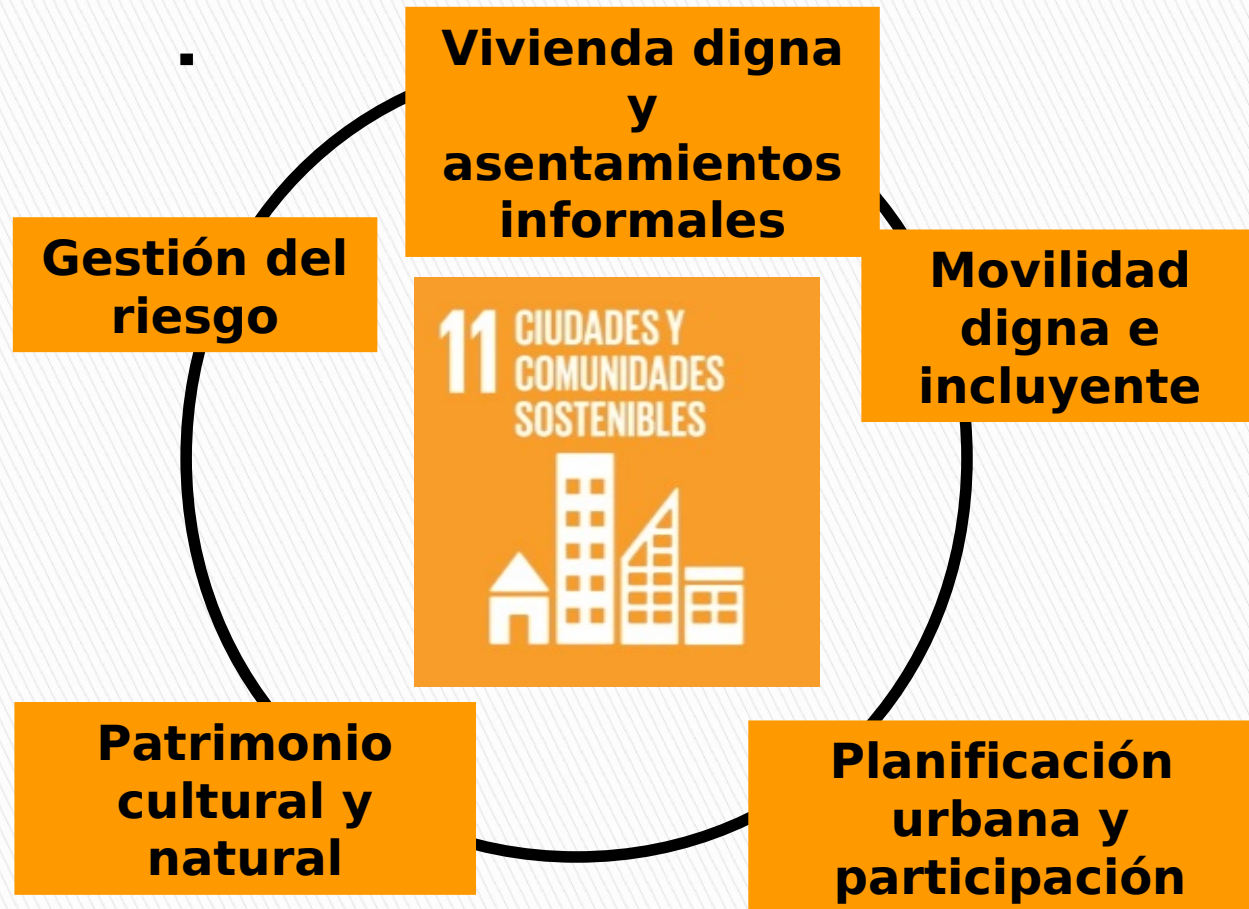 .
Vivienda digna
y
asentamientos
informales
Gestión del
riesgo
Movilidad
digna e
incluyente
11 CIUDADES Y
COMUNIDADES
SOSTENIBLES
Patrimonio
cultural y
natural
Planificación
urbana y
participación